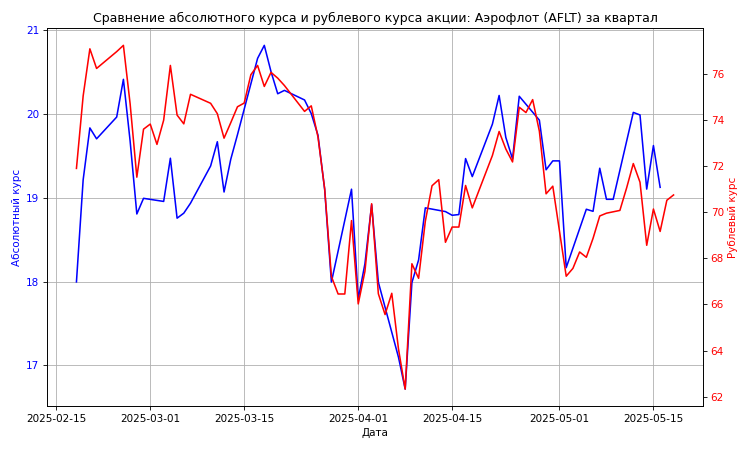 Сравнение абсолютного курса и рублевого курса акции: Аэрофлот (AFLT) за квартал
21
20
19
18
17
Абсолютный курс
76
74
72
70
68
66
64
62
Рублевый курс
2025-02-15 2025-03-01 2025-03-15 2025-04-01 2025-04-15 2025-05-01 2025-05-15
Дата